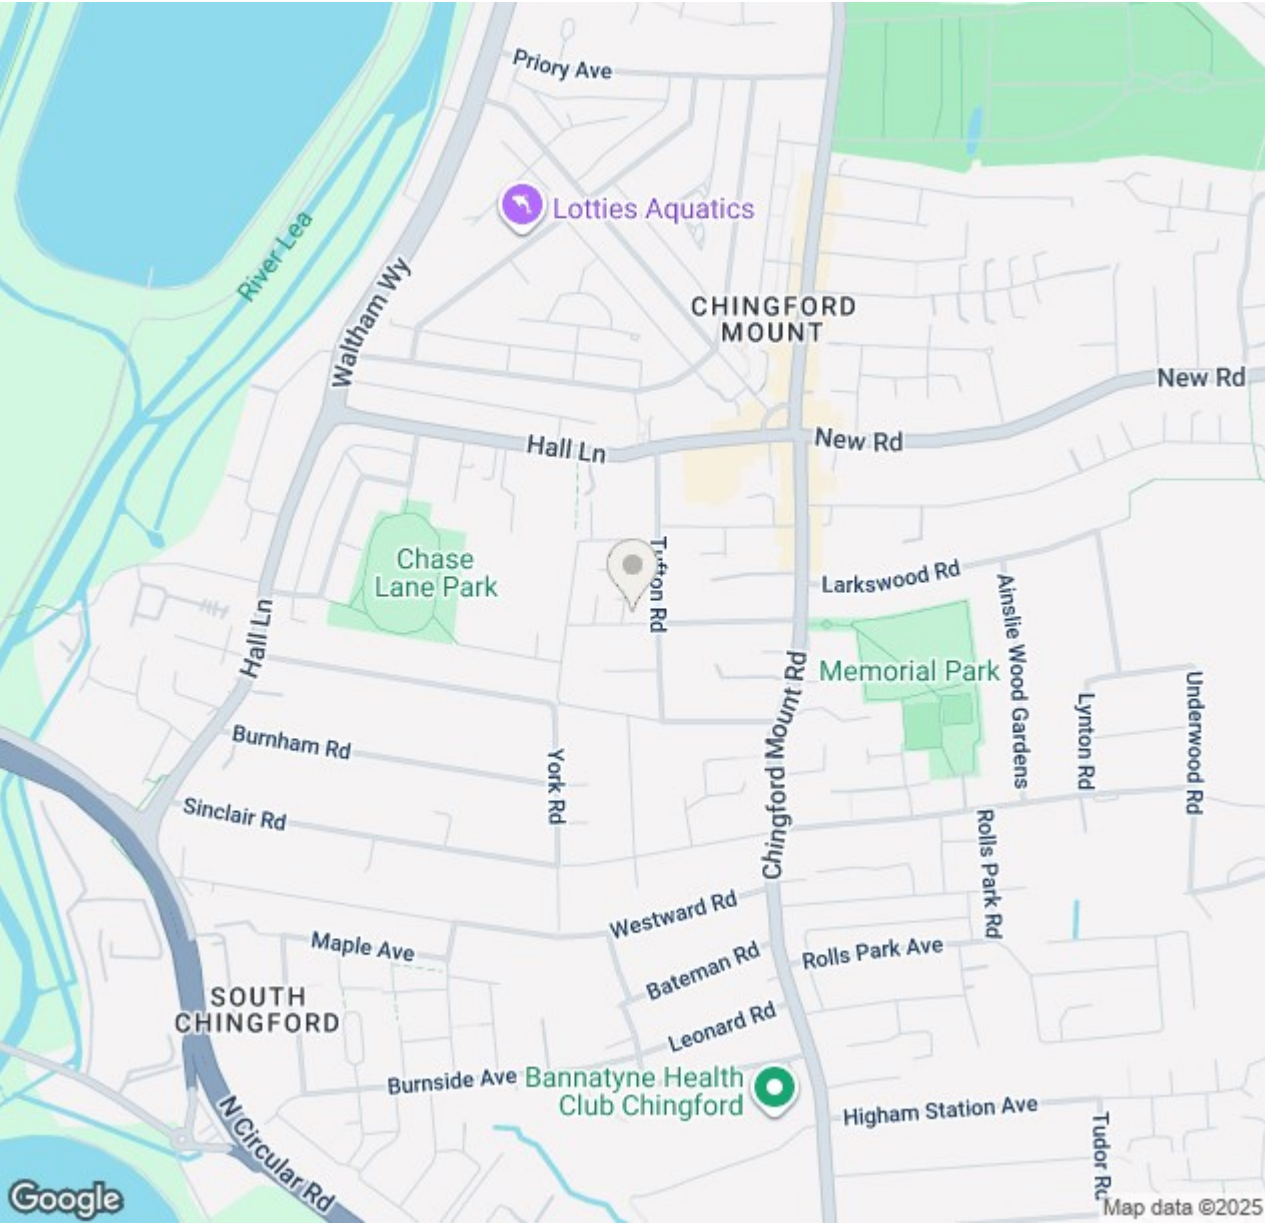 Priory Ave
Lotties Aquatics
River Lea
Waltham Wy
CHINGFORD
MOUNT
New Rd
Hall Ln
New Rd
Chase
Lane Park
Tufton Rd
Larkswood Rd
Ainslie Wood Gardens
Hall Ln
Memorial Park
Chingford Mount Rd
Lynton Rd
Underwood Rd
Burnham Rd
York Rd
Sinclair Rd
Rolls Park Rd
Westward Rd
Maple Ave
Bateman Rd
Rolls Park Ave
SOUTH
CHINGFORD
Leonard Rd
Burnside Ave
Bannatyne Health
Club Chingford
Higham Station Ave
Tudor Rd
N Circular Rd
Google
Map data ©2025